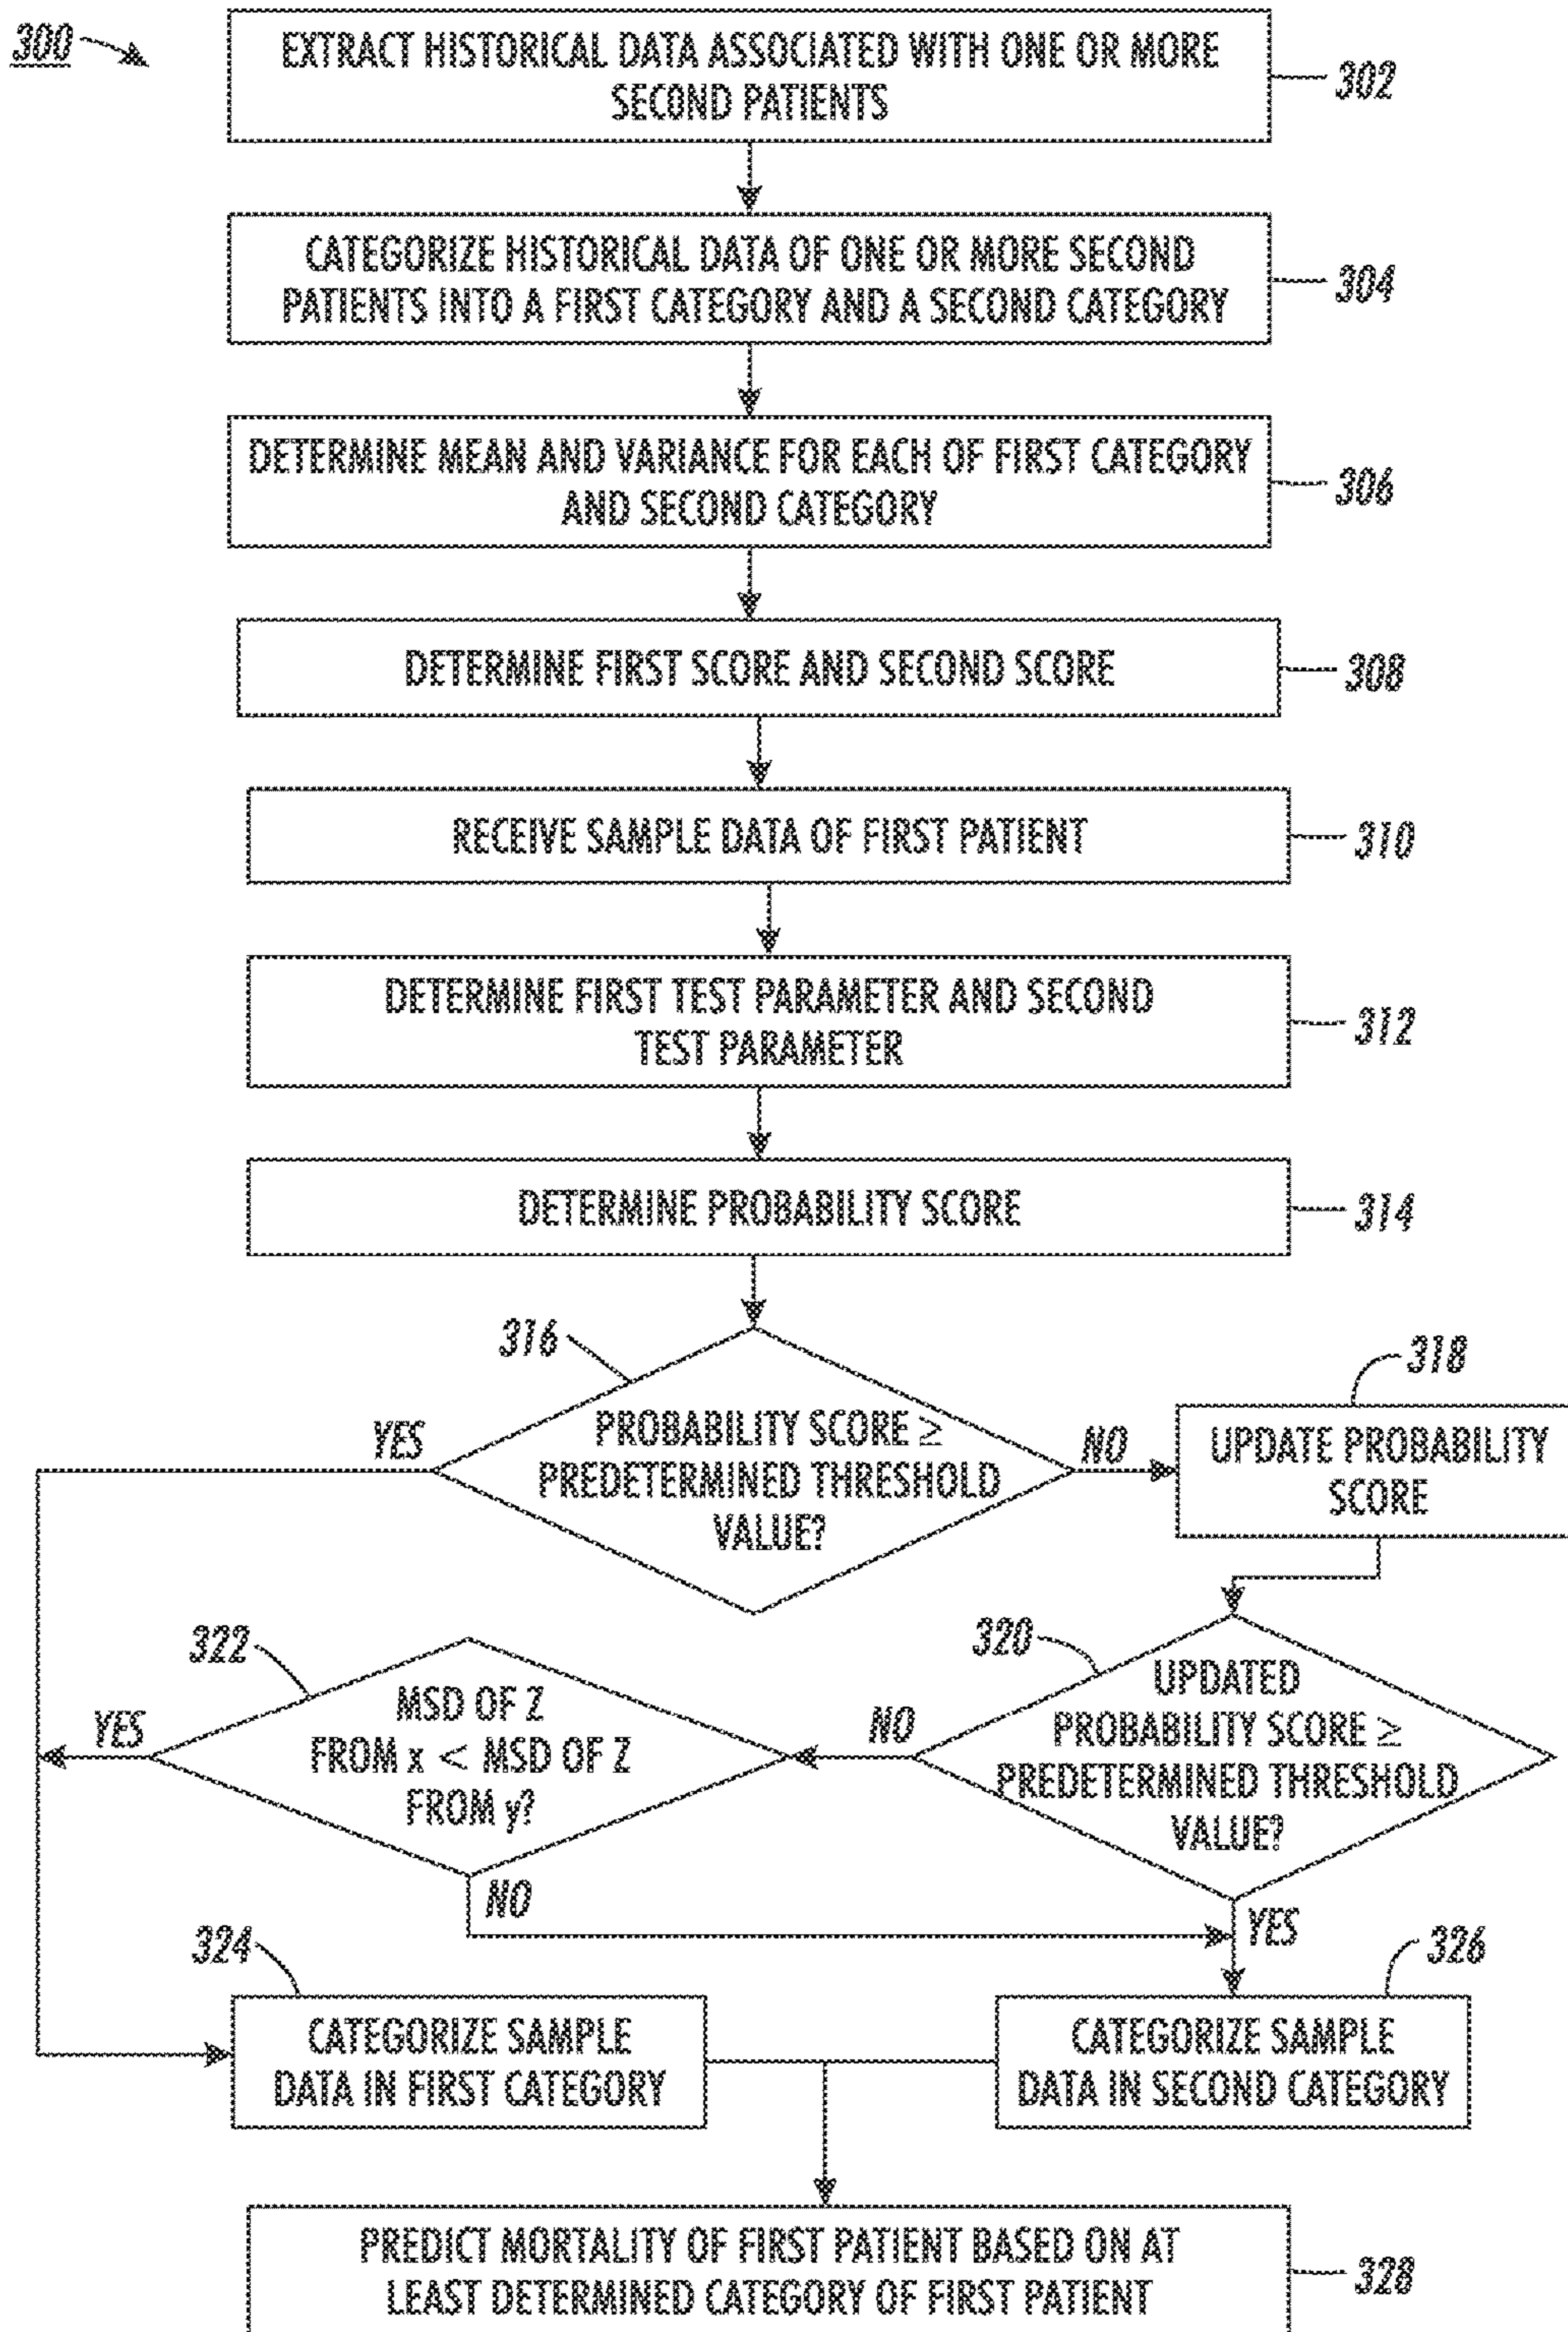 300
EXTRACT HISTORICAL DATA ASSOCIATED WITH ONE OR MORE
SECOND PATIENTS
302
CATEGORIZE HISTORICAL DATA OF ONE OR MORE SECOND
PATIENTS INTO A FIRST CATEGORY AND A SECOND CATEGORY
304
DETERMINE MEAN AND VARIANCE FOR EACH OF FIRST CATEGORY
AND SECOND CATEGORY
306
DETERMINE FIRST SCORE AND SECOND SCORE
308
RECEIVE SAMPLE DATA OF FIRST PATIENT
310
DETERMINE FIRST TEST PARAMETER AND SECOND
TEST PARAMETER
312
DETERMINE PROBABILITY SCORE
314
316
PROBABILITY SCORE ≥
PREDETERMINED THRESHOLD
VALUE?
YES
NO
318
UPDATE PROBABILITY
SCORE
320
UPDATED
PROBABILITY SCORE ≥
PREDETERMINED THRESHOLD
VALUE?
NO
YES
322
MSD OF Z
FROM x < MSD OF Z
FROM y?
YES
NO
324
CATEGORIZE SAMPLE
DATA IN FIRST CATEGORY
326
CATEGORIZE SAMPLE
DATA IN SECOND CATEGORY
PREDICT MORTALITY OF FIRST PATIENT BASED ON AT
LEAST DETERMINED CATEGORY OF FIRST PATIENT
328